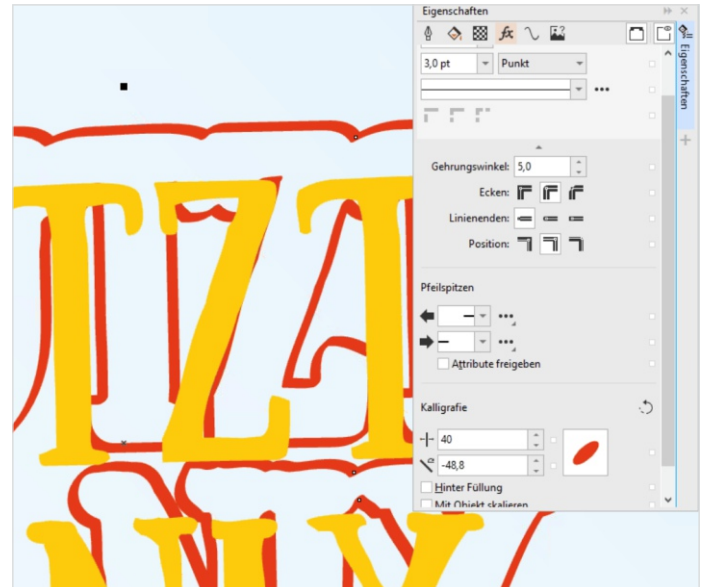 Eigenschaften
3,0 pt Punkt
Gehrungswinkel: 5,0
Ecken:
Linienenden:
Position:
Pfeilspitzen
Attribute freigeben
Kalligrafie
40
-48,8
Hinter Füllung
Mit Objekt skalieren
Eigenschaften